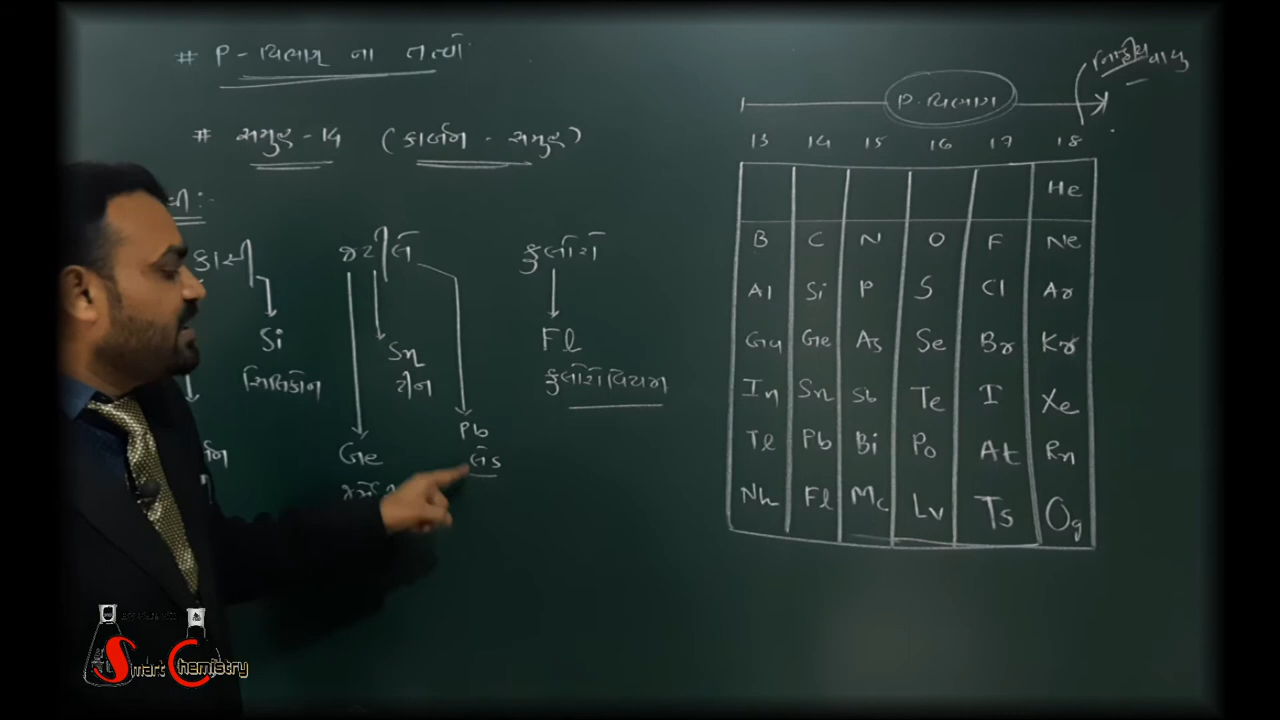 # P - વિભાગ ના તત્વો
# સમુહ - 14 (કાર્બન - સમુહ)
કાસી જર્ટીલે ફ્લોરો
Si
સિલિકોન
Sn
ટીન
Fl
ફ્લોરોવિયમ
Pb
લેડ
Ge
P. વિભાગ
નિષ્ક્રીય વાયુ
13 14 15 16 17 18
He
B C N O F Ne
Al Si P S Cl Ar
Ga Ge As Se Br Kr
In Sn Sb Te I Xe
Tl Pb Bi Po At Rn
Nh Fl Mc Lv Ts Og
Smart Chemistry